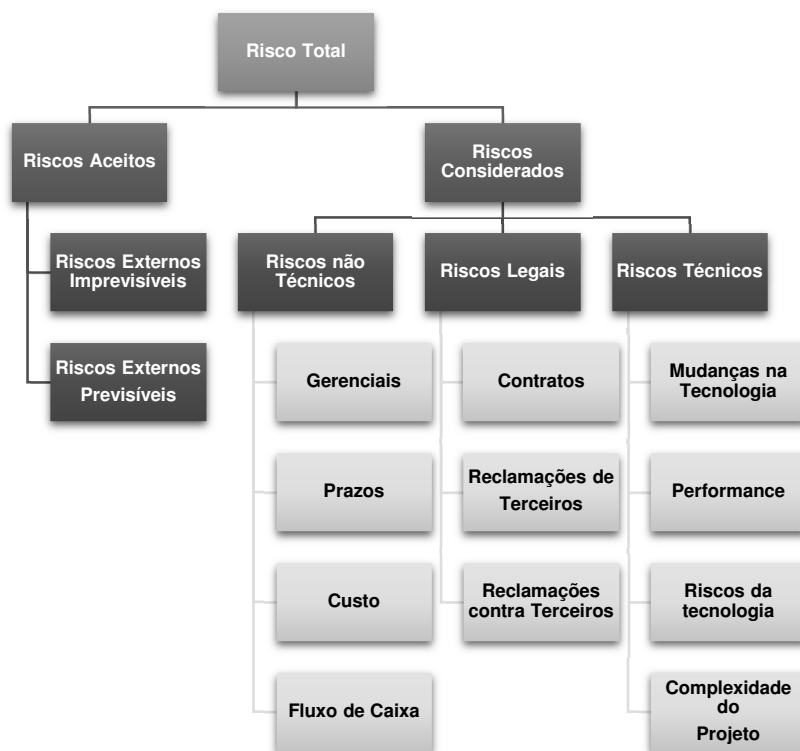 Risco Total
Riscos Aceitos
Riscos
Considerados
Riscos Externos
Imprevisíveis
Riscos Externos
Previsíveis
Riscos não
Técnicos
Riscos Legais
Riscos Técnicos
Gerenciais
Prazos
Custo
Fluxo de Caixa
Contratos
Reclamações de
Terceiros
Reclamações
contra Terceiros
Mudanças na
Tecnologia
Performance
Riscos da
tecnologia
Complexidade
do
Projeto